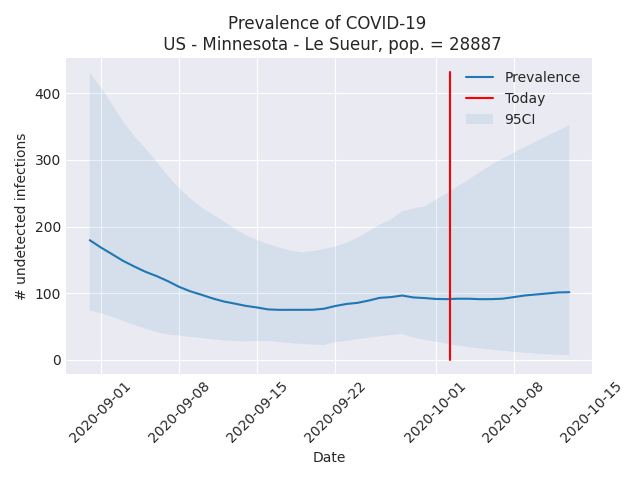 Prevalence of COVID-19
US - Minnesota - Le Sueur, pop. = 28887
Prevalence
Today
95CI
400
300
200
100
0
# undetected infections
2020-09-01
2020-09-08
2020-09-15
2020-09-22
2020-10-01
2020-10-08
2020-10-15
Date